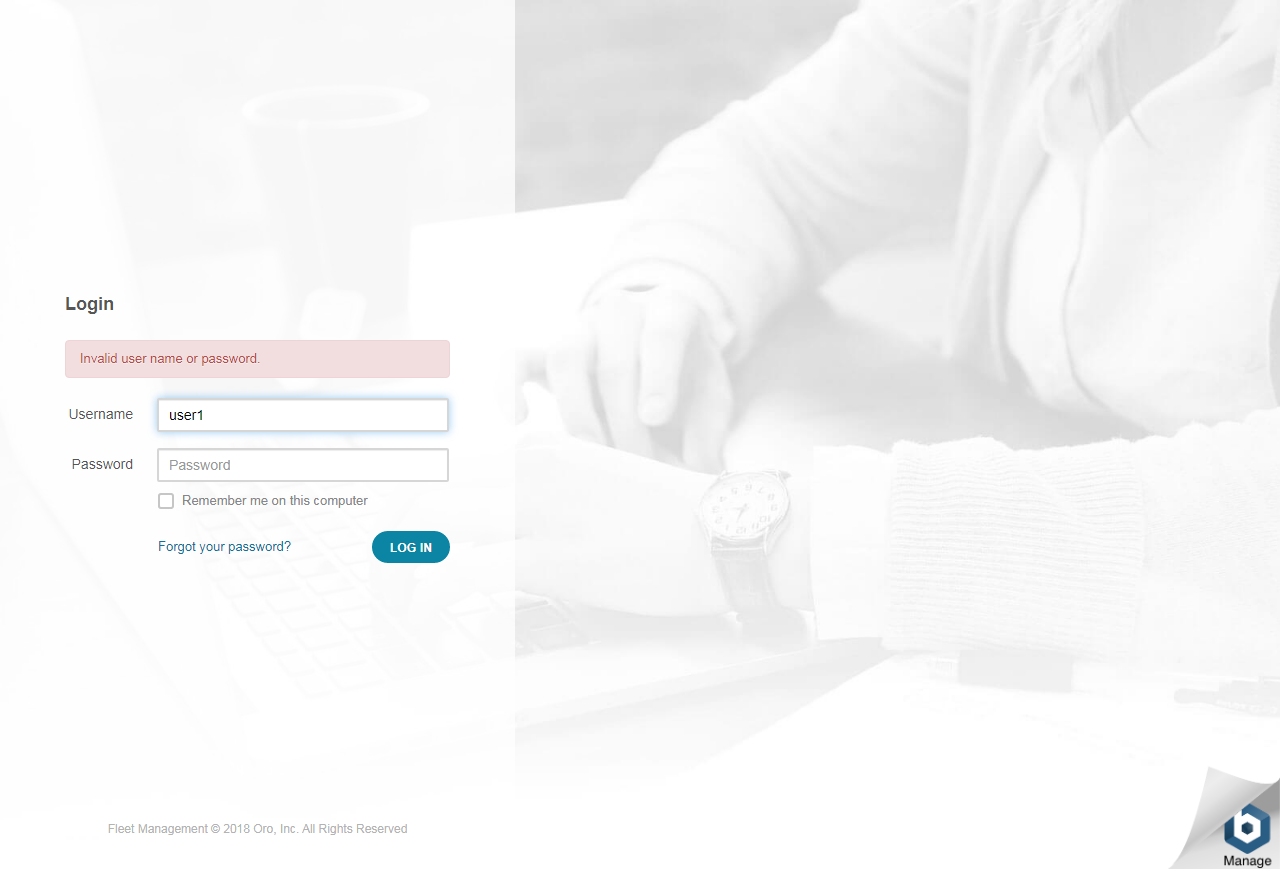 Login
Invalid user name or password.
Username
user1
Password
Password
Remember me on this computer
Forgot your password?
LOG IN
Fleet Management © 2018 Oro, Inc. All Rights Reserved
b
Manage